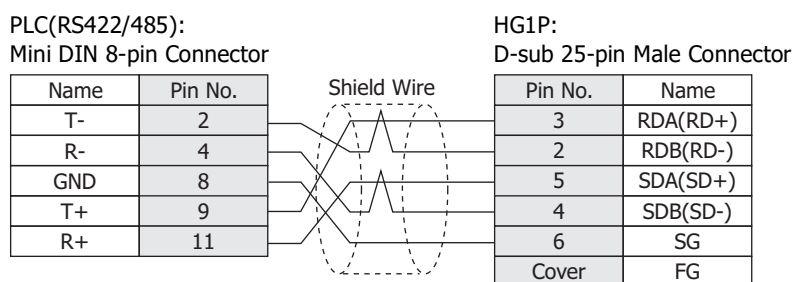 PLC(RS422/485):
Mini DIN 8-pin Connector
HG1P:
D-sub 25-pin Male Connector
Name Pin No. Shield Wire Pin No. Name
T- 2 3 RDA(RD+)
R- 4 2 RDB(RD-)
GND 8 5 SDA(SD+)
T+ 9 4 SDB(SD-)
R+ 11 6 SG
Cover FG